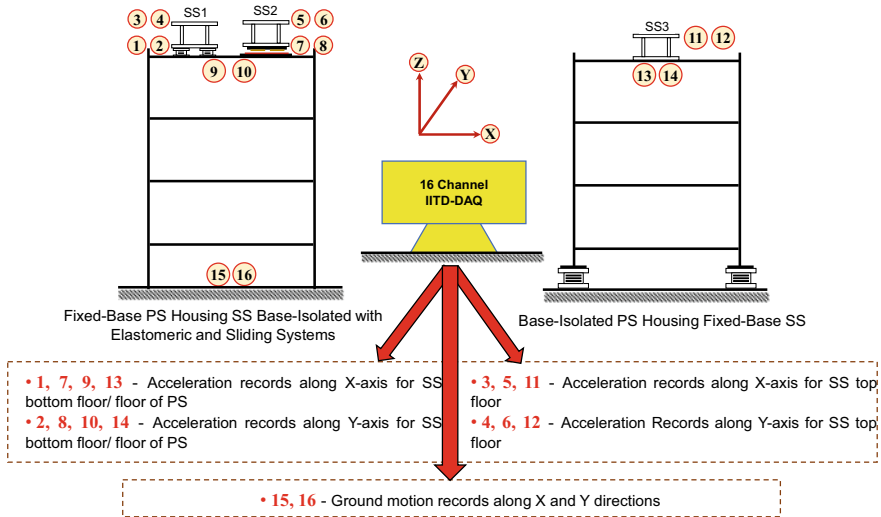 SS1
SS2
SS3
3 4
5 6
1 2
7 8
9 10
11 12
13 14
15 16
Z
Y
X
16 Channel
IITD-DAQ
Fixed-Base PS Housing SS Base-Isolated with
Elastomeric and Sliding Systems
Base-Isolated PS Housing Fixed-Base SS
• 1, 7, 9, 13 - Acceleration records along X-axis for SS
bottom floor/ floor of PS
• 2, 8, 10, 14 - Acceleration records along Y-axis for SS
bottom floor/ floor of PS
• 3, 5, 11 - Acceleration records along X-axis for SS top
floor
• 4, 6, 12 - Acceleration Records along Y-axis for SS top
floor
• 15, 16 - Ground motion records along X and Y directions